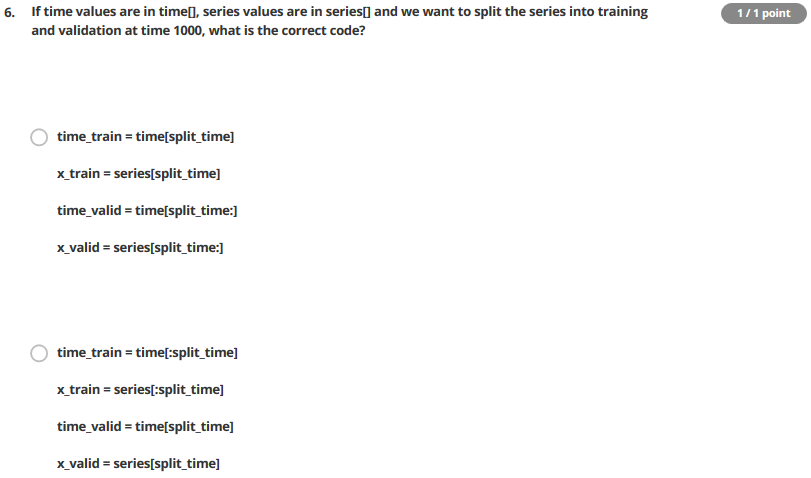 6. If time values are in time[], series values are in series[] and we want to split the series into training
and validation at time 1000, what is the correct code?
1 / 1 point
time_train = time[split_time]
x_train = series[split_time]
time_valid = time[split_time:]
x_valid = series[split_time:]
time_train = time[:split_time]
x_train = series[:split_time]
time_valid = time[split_time]
x_valid = series[split_time]